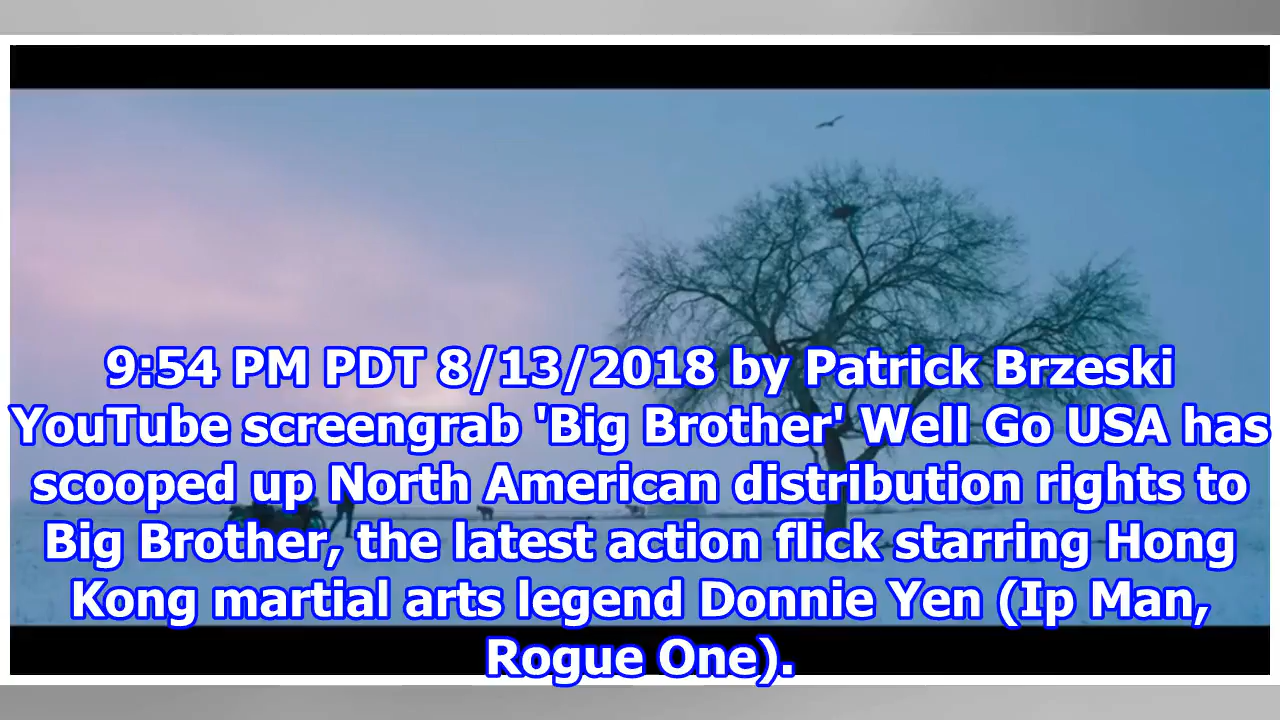 9:54 PM PDT 8/13/2018 by Patrick Brzeski
YouTube screengrab 'Big Brother' Well Go USA has
scooped up North American distribution rights to
Big Brother, the latest action flick starring Hong
Kong martial arts legend Donnie Yen (Ip Man,
Rogue One).